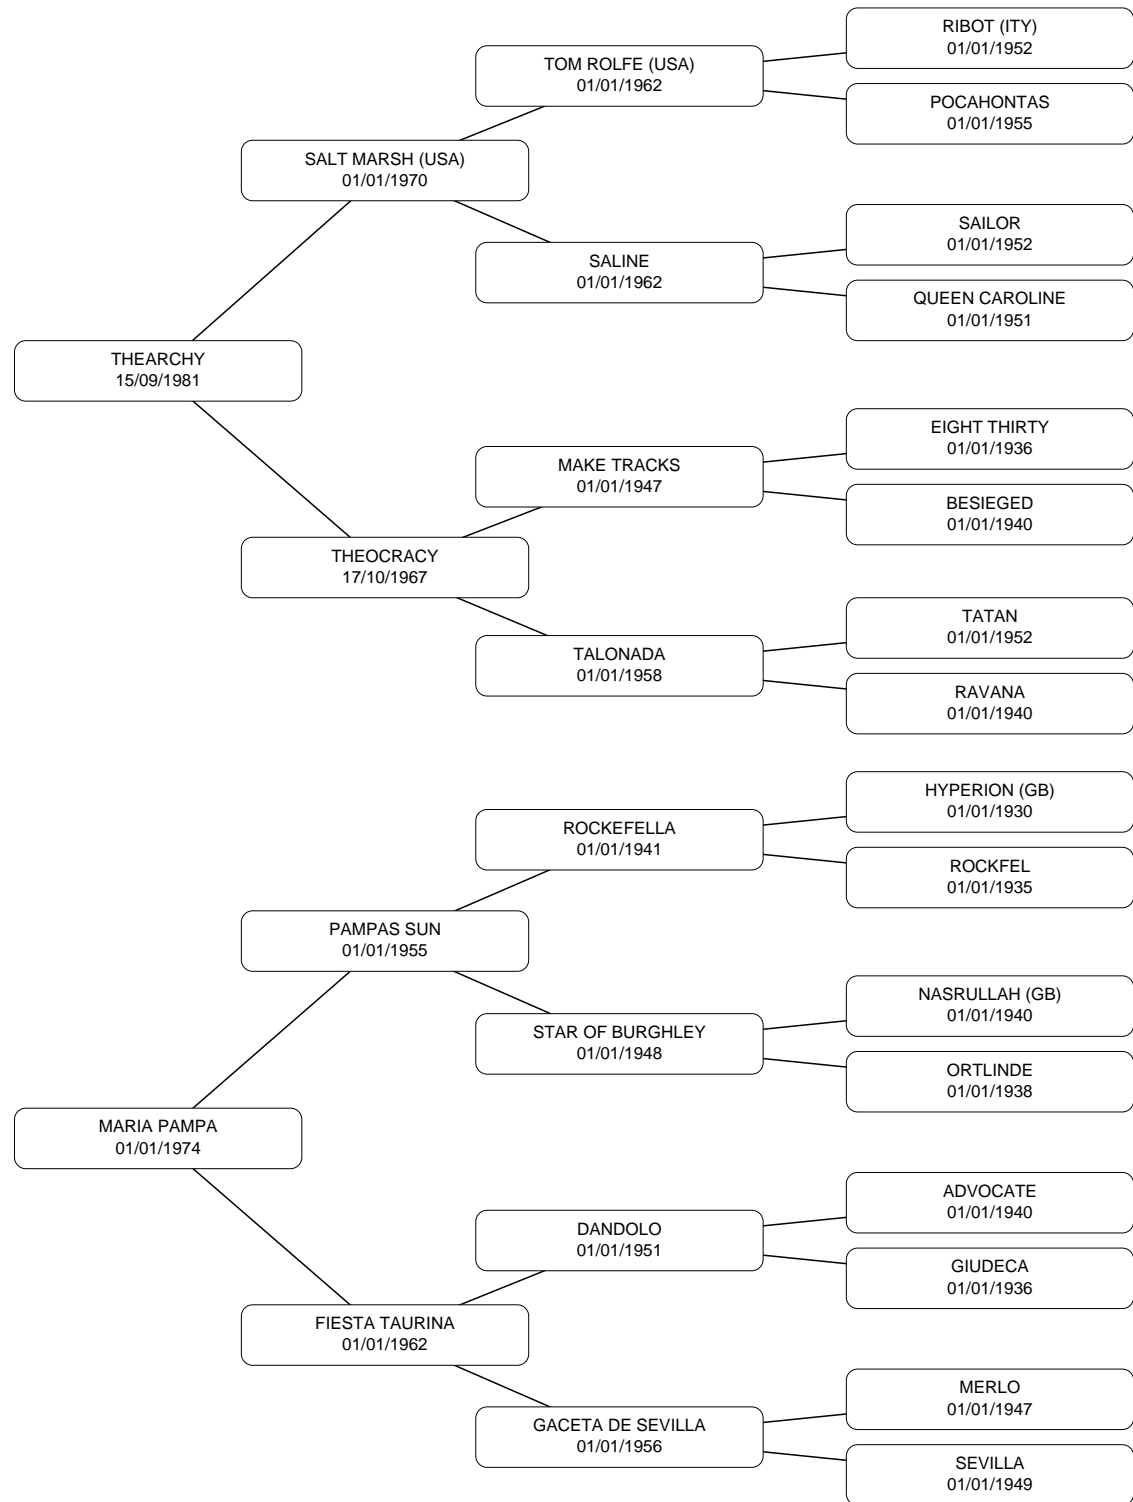 RIBOT (ITY)
01/01/1952
TOM ROLFE (USA)
01/01/1962
POCAHONTAS
01/01/1955
SALT MARSH (USA)
01/01/1970
SAILOR
01/01/1952
SALINE
01/01/1962
QUEEN CAROLINE
01/01/1951
THEARCHY
15/09/1981
EIGHT THIRTY
01/01/1936
MAKE TRACKS
01/01/1947
BESIEGED
01/01/1940
THEOCRACY
17/10/1967
TATAN
01/01/1952
TALONADA
01/01/1958
RAVANA
01/01/1940
HYPERION (GB)
01/01/1930
ROCKEFELLA
01/01/1941
ROCKFEL
01/01/1935
PAMPAS SUN
01/01/1955
NASRULLAH (GB)
01/01/1940
STAR OF BURGHLEY
01/01/1948
ORTLINDE
01/01/1938
MARIA PAMPA
01/01/1974
ADVOCATE
01/01/1940
DANDOLO
01/01/1951
GIUDECA
01/01/1936
FIESTA TAURINA
01/01/1962
MERLO
01/01/1947
GACETA DE SEVILLA
01/01/1956
SEVILLA
01/01/1949